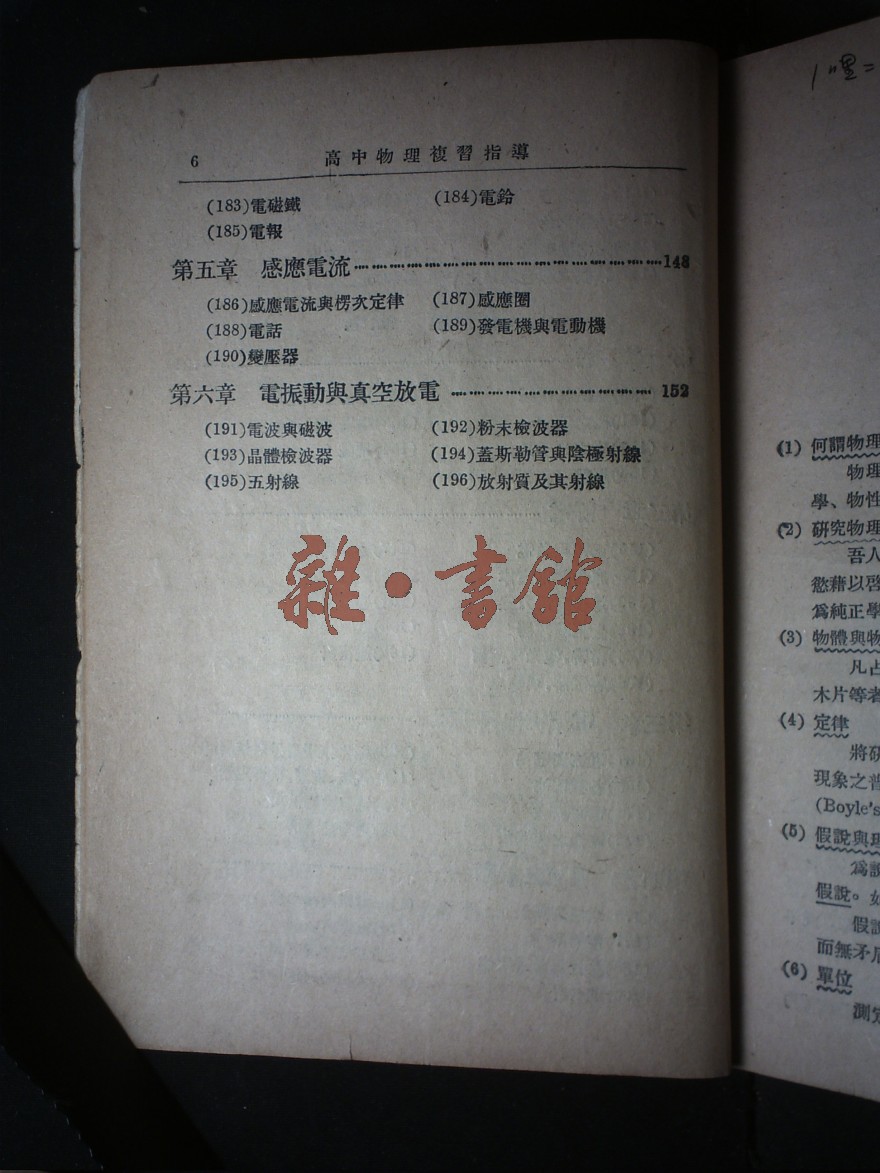 6 高中物理複習指導
(183)電磁鐵 (184)電鈴
(185)電報
第五章 感應電流 148
(186)感應電流與楞次定律 (187)感應圈
(188)電話 (189)發電機與電動機
(190)變壓器
第六章 電振動與真空放電 152
(191)電波與磁波 (192)粉末檢波器
(193)晶體檢波器 (194)蓋斯勒管與陰極射線
(195)五射線 (196)放射質及其射線
雜·書館
(1) 何謂物理
物理
學、物性
(2) 研究物理
吾人
慾藉以啓
爲純正學
(3) 物體與物
凡占
木片等者
(4) 定律
將研
現象之普
(Boyle's
(5) 假說與理
爲說
假說。如
假說
而無矛盾
(6) 單位
測定